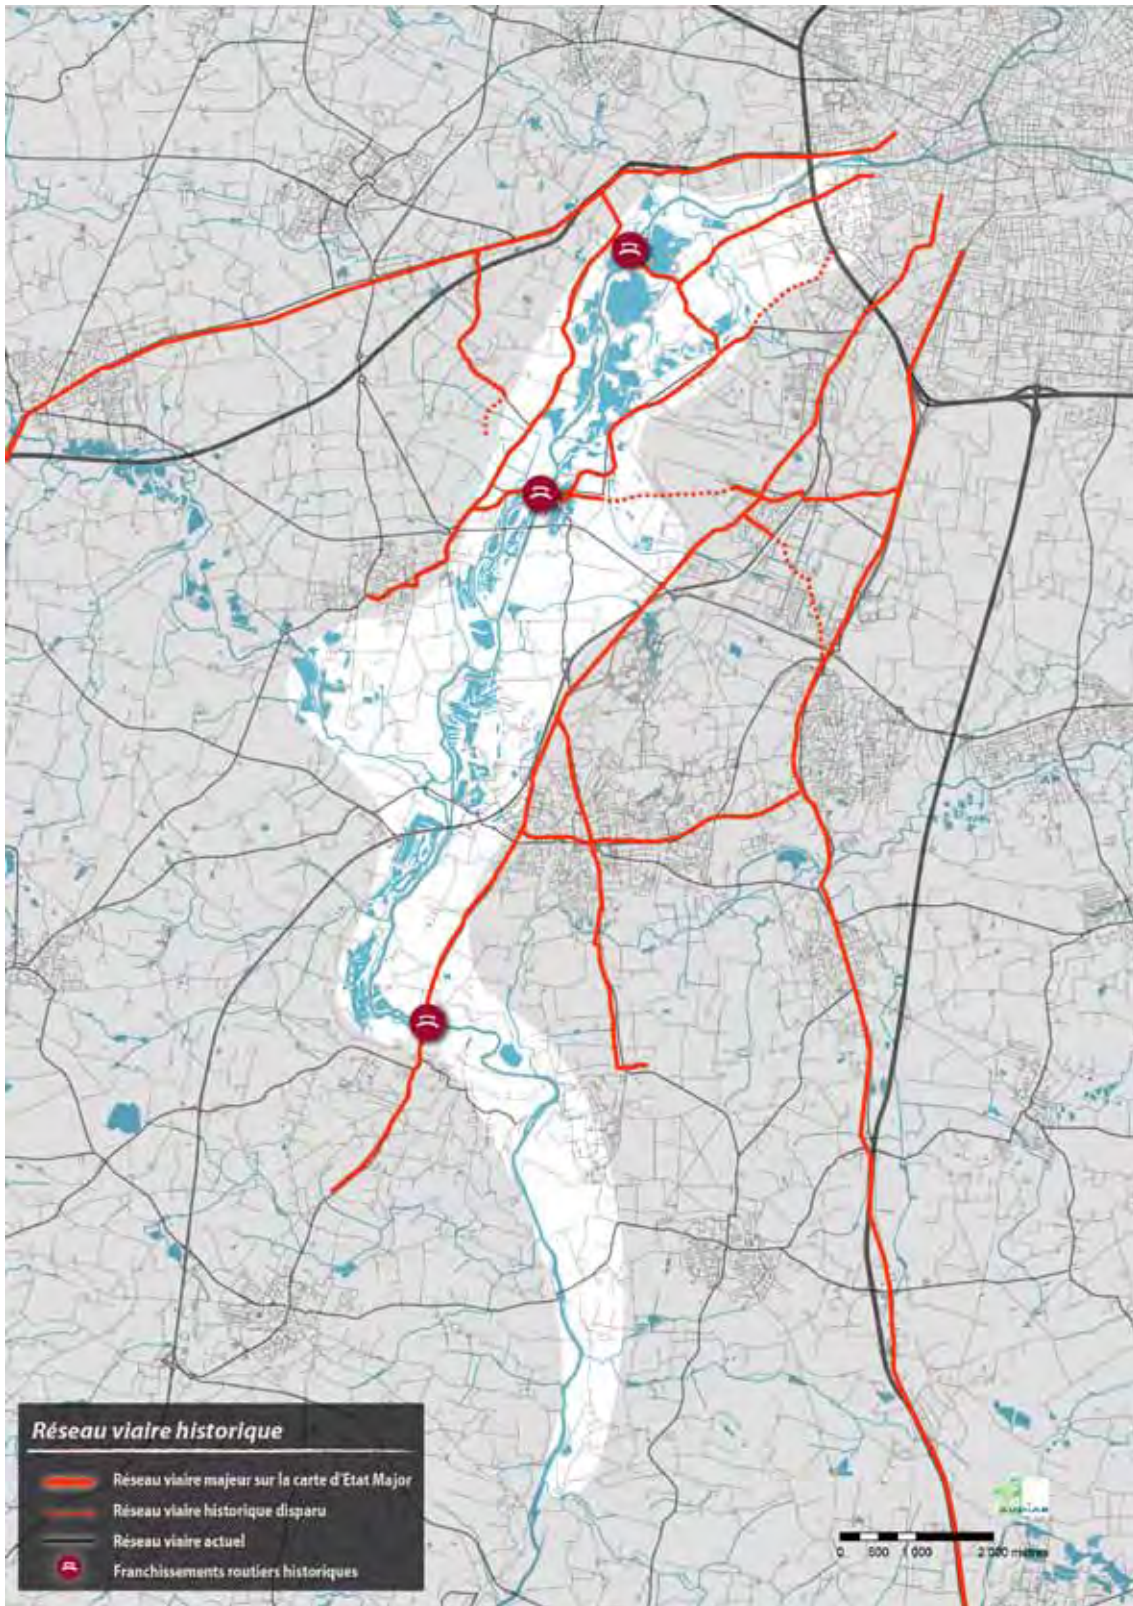 Réseau viaire historique
Réseau viaire majeur sur la carte d'Etat Major
Réseau viaire historique disparu
Réseau viaire actuel
Franchissements routiers historiques
AUDIAR
0 500 1 000 2 000 mètres